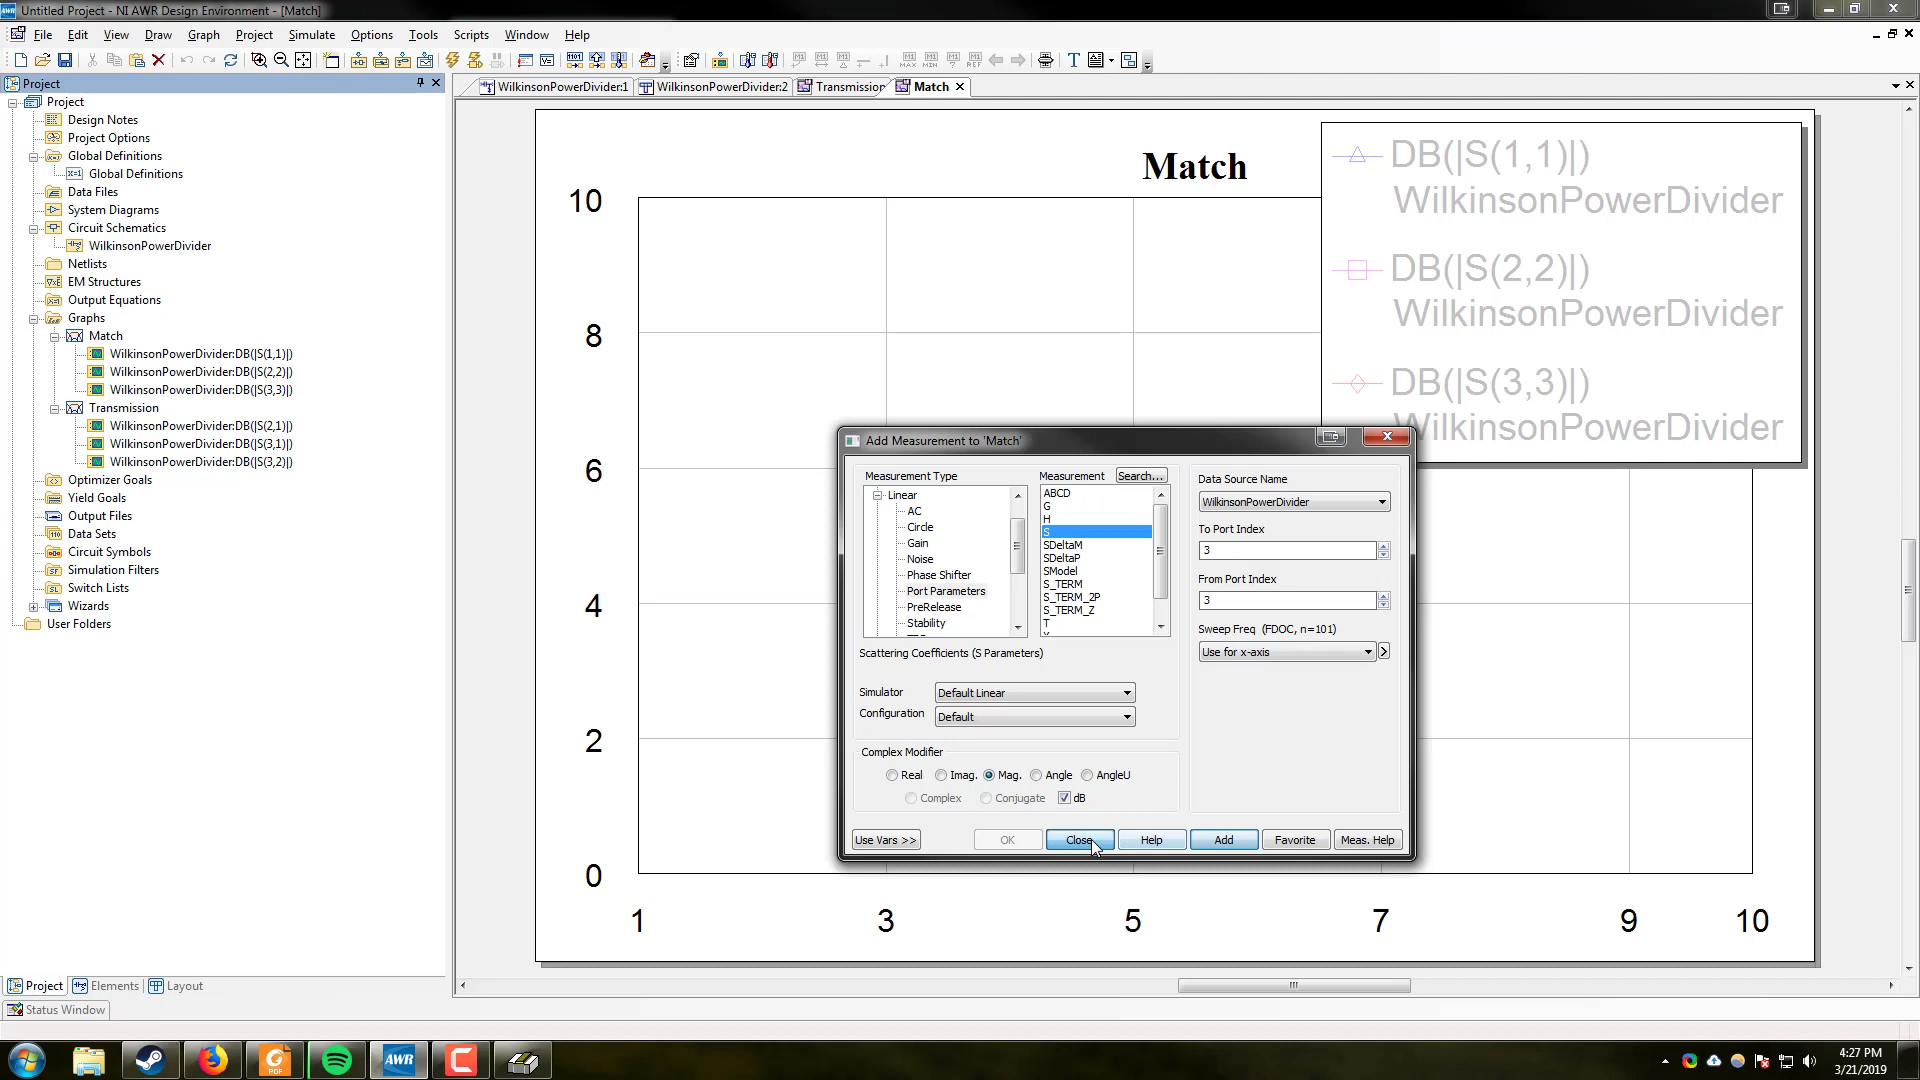 Untitled Project - NI AWR Design Environment - [Match]
File Edit View Draw Graph Project Simulate Options Tools Scripts Window Help
Project
WilkinsonPowerDivider:1 WilkinsonPowerDivider:2 Transmission Match
Project
Design Notes
Project Options
Global Definitions
Global Definitions
Data Files
System Diagrams
Circuit Schematics
WilkinsonPowerDivider
Netlists
EM Structures
Output Equations
Graphs
Match
WilkinsonPowerDivider:DB(|S(1,1)|)
WilkinsonPowerDivider:DB(|S(2,2)|)
WilkinsonPowerDivider:DB(|S(3,3)|)
Transmission
WilkinsonPowerDivider:DB(|S(2,1)|)
WilkinsonPowerDivider:DB(|S(3,1)|)
WilkinsonPowerDivider:DB(|S(3,2)|)
Optimizer Goals
Yield Goals
Output Files
Data Sets
Circuit Symbols
Simulation Filters
Switch Lists
Wizards
User Folders
Project Elements Layout
Status Window
Match
DB(|S(1,1)|)
WilkinsonPowerDivider
DB(|S(2,2)|)
WilkinsonPowerDivider
DB(|S(3,3)|)
WilkinsonPowerDivider
10
8
6
4
2
0
1 3 5 7 9 10
Add Measurement to 'Match'
Measurement Type
Linear
AC
Circle
Gain
Noise
Phase Shifter
Port Parameters
PreRelease
Stability
Measurement Search...
ABCD
G
H
S
SDeltaM
SDeltaP
SModel
S_TERM
S_TERM_2P
S_TERM_Z
T
Data Source Name
WilkinsonPowerDivider
To Port Index
3
From Port Index
3
Sweep Freq (FDOC, n=101)
Use for x-axis
Scattering Coefficients (S Parameters)
Simulator Default Linear
Configuration Default
Complex Modifier
Real Imag. Mag. Angle AngleU
Complex Conjugate dB
Use Vars >> OK Close Help Add Favorite Meas. Help
AWR
PDF
4:27 PM
3/21/2019